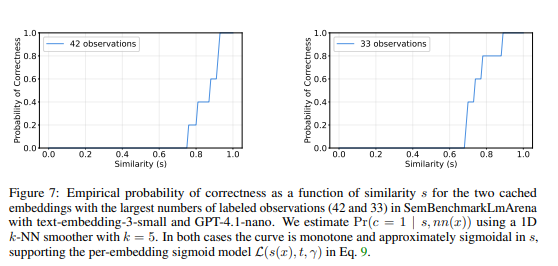 1.0
0.8
0.6
0.4
0.2
0.0
Probability of Correctness
42 observations
0.0 0.2 0.4 0.6 0.8 1.0
Similarity (s)
1.0
0.8
0.6
0.4
0.2
0.0
Probability of Correctness
33 observations
0.0 0.2 0.4 0.6 0.8 1.0
Similarity (s)
Figure 7: Empirical probability of correctness as a function of similarity s for the two cached
embeddings with the largest numbers of labeled observations (42 and 33) in SemBenchmarkLmArena
with text-embedding-3-small and GPT-4.1-nano. We estimate Pr(c = 1 | s, nn(x)) using a 1D
k-NN smoother with k = 5. In both cases the curve is monotone and approximately sigmoidal in s,
supporting the per-embedding sigmoid model ℒ(s(x), t, γ) in Eq. 9.